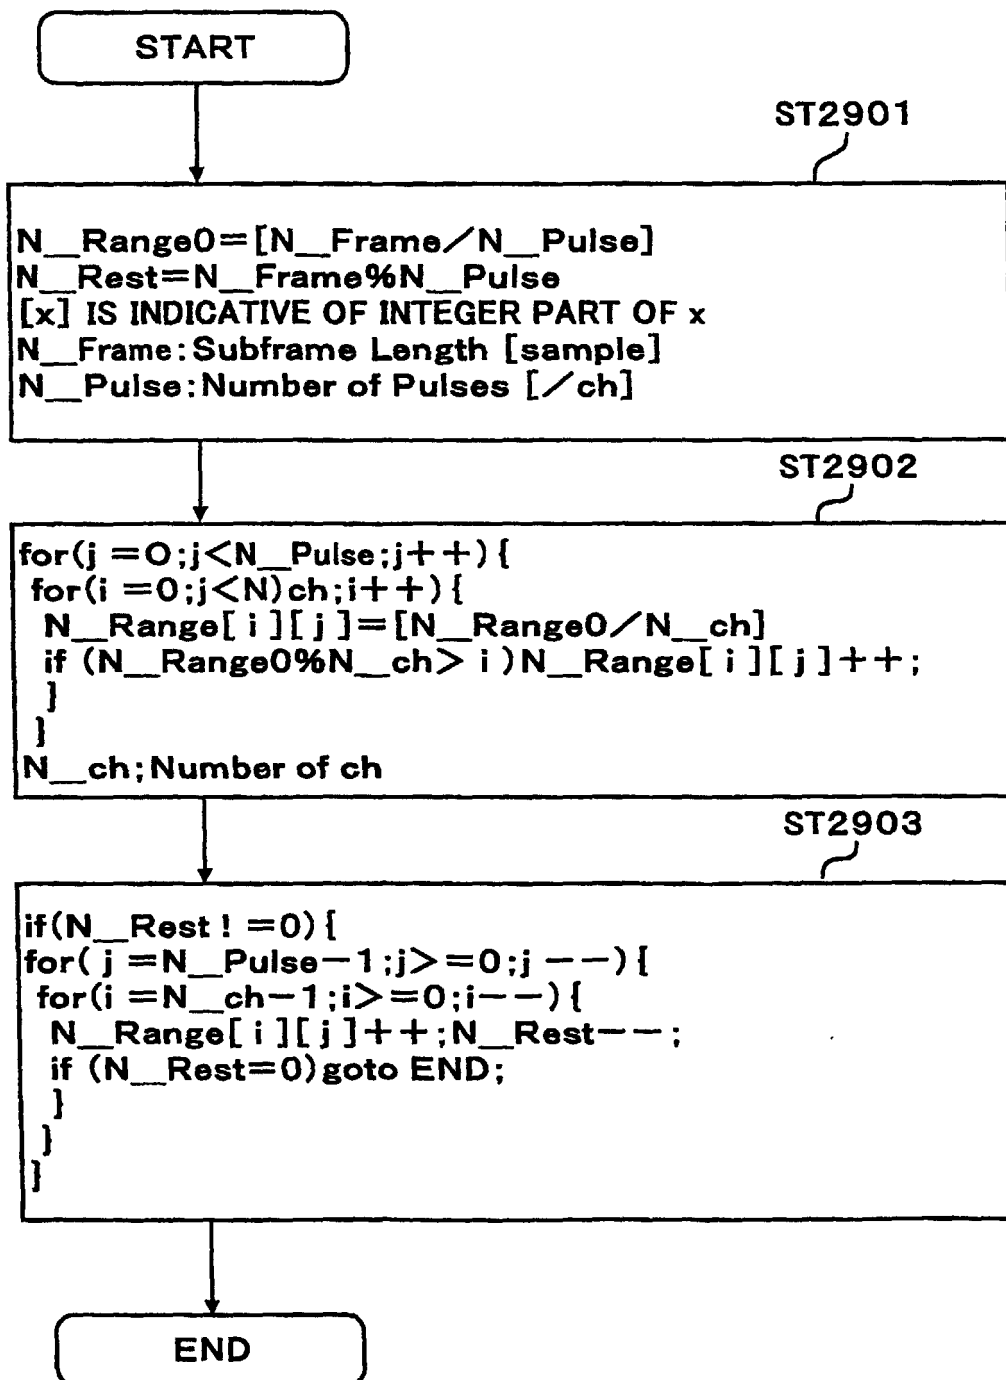 START
ST2901
N__Range0=[N__Frame/N__Pulse]
N__Rest=N__Frame%N__Pulse
[x] IS INDICATIVE OF INTEGER PART OF x
N__Frame:Subframe Length [sample]
N__Pulse:Number of Pulses [/ch]
ST2902
for(j =0;j<N__Pulse;j++){
for(i =0;j<N)ch;i++){
N__Range[ i ][ j ]=[N__Range0/N__ch]
if (N__Range0%N__ch> i )N__Range[ i ][ j ]++;
}
}
N__ch;Number of ch
ST2903
if(N__Rest ! =0){
for( j =N__Pulse-1;j>=0;j --){
for(i =N__ch-1;i>=0;i--){
N__Range[ i ][ j ]++;N__Rest--;
if (N__Rest=0)goto END;
}
}
}
END